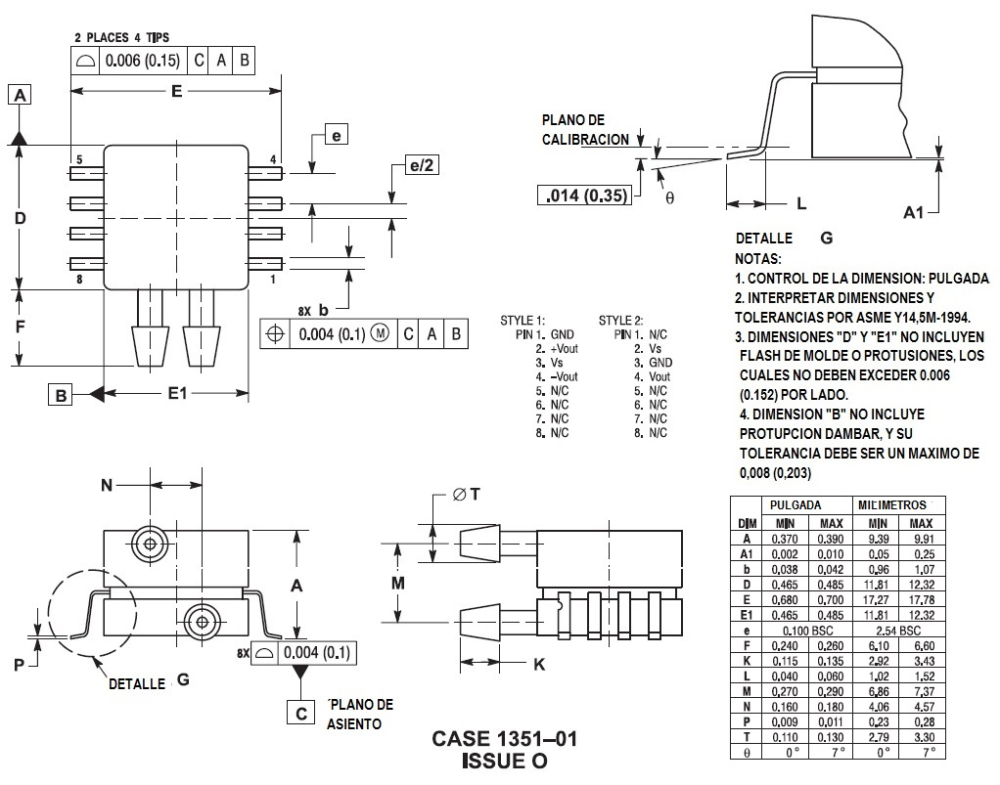 2 PLACES 4 TIPS
0.006 (0.15) C A B
E
A
e
PLANO DE
CALIBRACION
5
4
e/2
D
.014 (0.35)
θ
L
A1
8
1
8X b
F
0.004 (0.1) M C A B
B
E1
STYLE 1:
PIN 1. GND
2. +Vout
3. Vs
4. –Vout
5. N/C
6. N/C
7. N/C
8. N/C
STYLE 2:
PIN 1. N/C
2. Vs
3. GND
4. Vout
5. N/C
6. N/C
7. N/C
8. N/C
DETALLE G
NOTAS:
1. CONTROL DE LA DIMENSION: PULGADA
2. INTERPRETAR DIMENSIONES Y
TOLERANCIAS POR ASME Y14,5M-1994.
3. DIMENSIONES "D" Y "E1" NO INCLUYEN
FLASH DE MOLDE O PROTUSIONES, LOS
CUALES NO DEBEN EXCEDER 0.006
(0.152) POR LADO.
4. DIMENSION "B" NO INCLUYE
PROTUPCION DAMBAR, Y SU
TOLERANCIA DEBE SER UN MAXIMO DE
0,008 (0,203)
N
A
P
DETALLE G
8X 0.004 (0.1)
C
PLANO DE
ASIENTO
Ø T
M
K
CASE 1351–01
ISSUE O
PULGADA MILIMETROS
DIM MIN MAX MIN MAX
A 0.370 0.390 9.39 9.91
A1 0.002 0.010 0.05 0.25
b 0.038 0.042 0.96 1.07
D 0.465 0.485 11.81 12.32
E 0.680 0.700 17.27 17.78
E1 0.465 0.485 11.81 12.32
e 0.100 BSC 2.54 BSC
F 0.240 0.260 6.10 6.60
K 0.115 0.135 2.92 3.43
L 0.040 0.060 1.02 1.52
M 0.270 0.290 6.86 7.37
N 0.160 0.180 4.06 4.57
P 0.009 0.011 0.23 0.28
T 0.110 0.130 2.79 3.30
θ 0° 7° 0° 7°